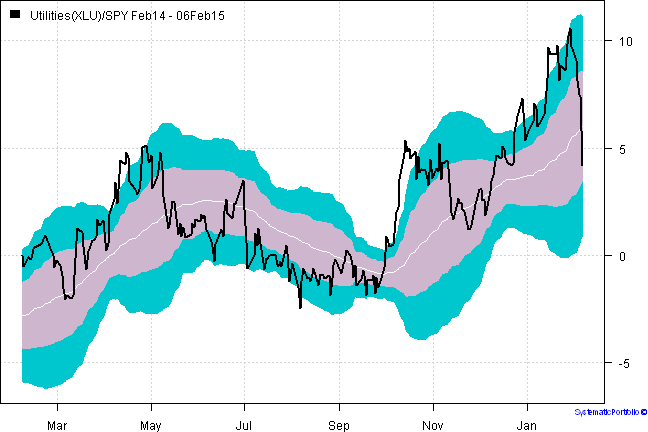 Utilities(XLU)/SPY Feb14 - 06Feb15
10
5
0
-5
Mar May Jul Sep Nov Jan
SystematicPortfolio ©